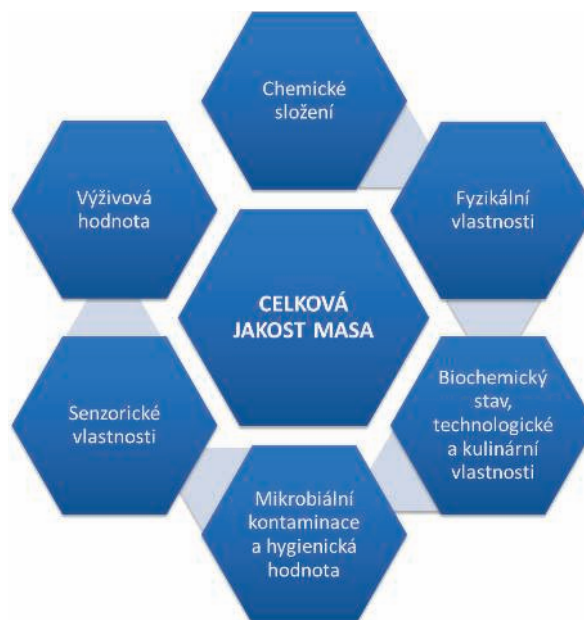 Chemické
složení
Fyzikální
vlastnosti
Biochemický
stav,
technologické
a kulinární
vlastnosti
Mikrobiální
kontaminace
a hygienická
hodnota
Senzorické
vlastnosti
Výživová
hodnota
CELKOVÁ
JAKOST MASA